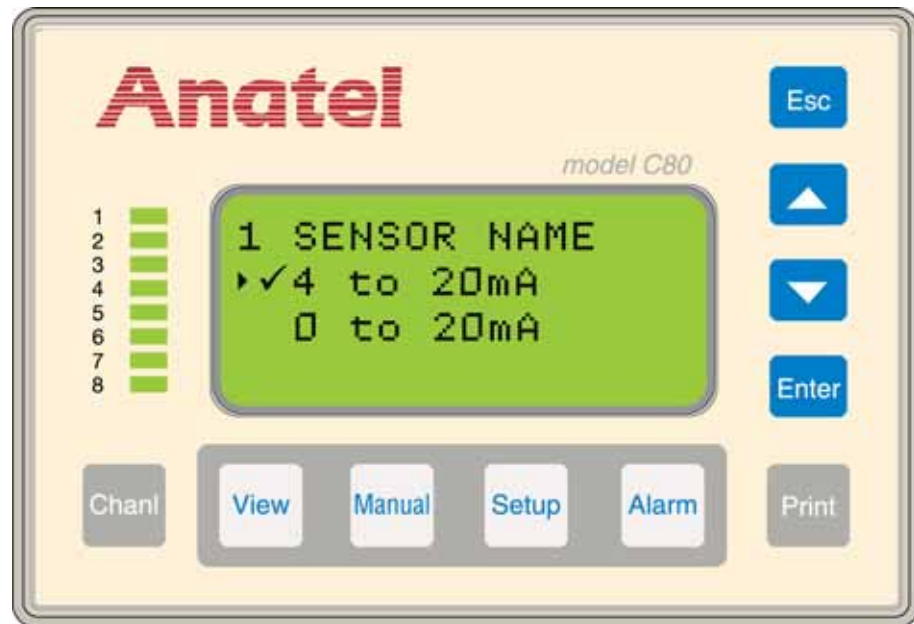 Anatel
model C80
1
2
3
4
5
6
7
8
1 SENSOR NAME
4 to 20mA
0 to 20mA
Esc
Enter
Chanl
View
Manual
Setup
Alarm
Print